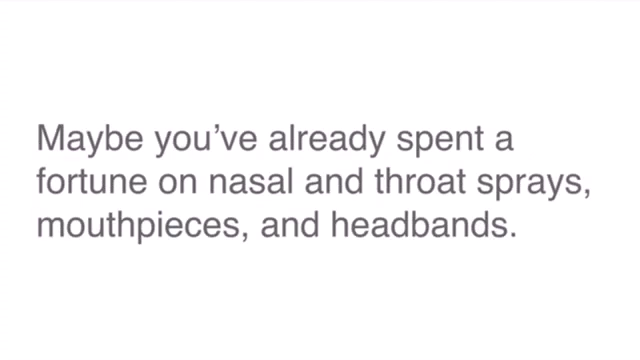 Maybe you’ve already spent a
fortune on nasal and throat sprays,
mouthpieces, and headbands.